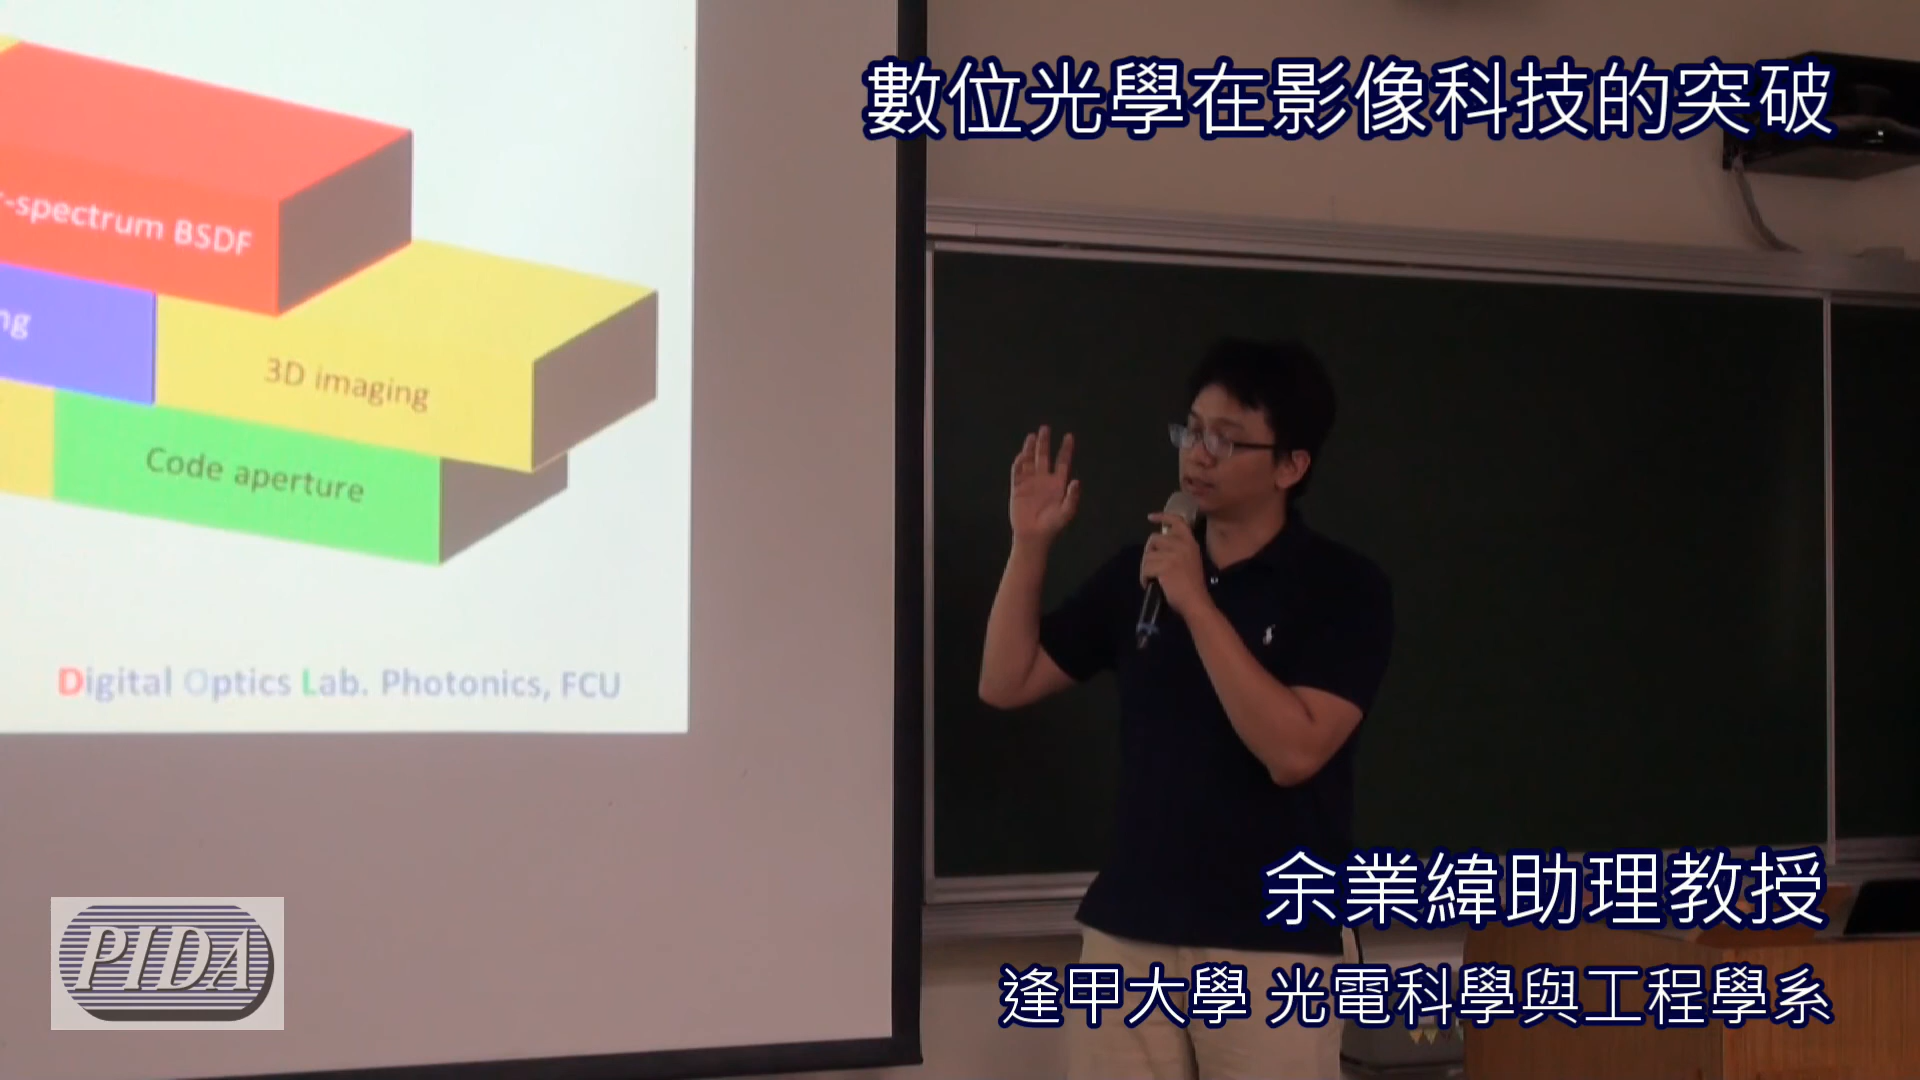 數位光學在影像科技的突破
r-spectrum BSDF
ng
3D imaging
Code aperture
Digital Optics Lab. Photonics, FCU
余業緯助理教授
逢甲大學 光電科學與工程學系
PIDA